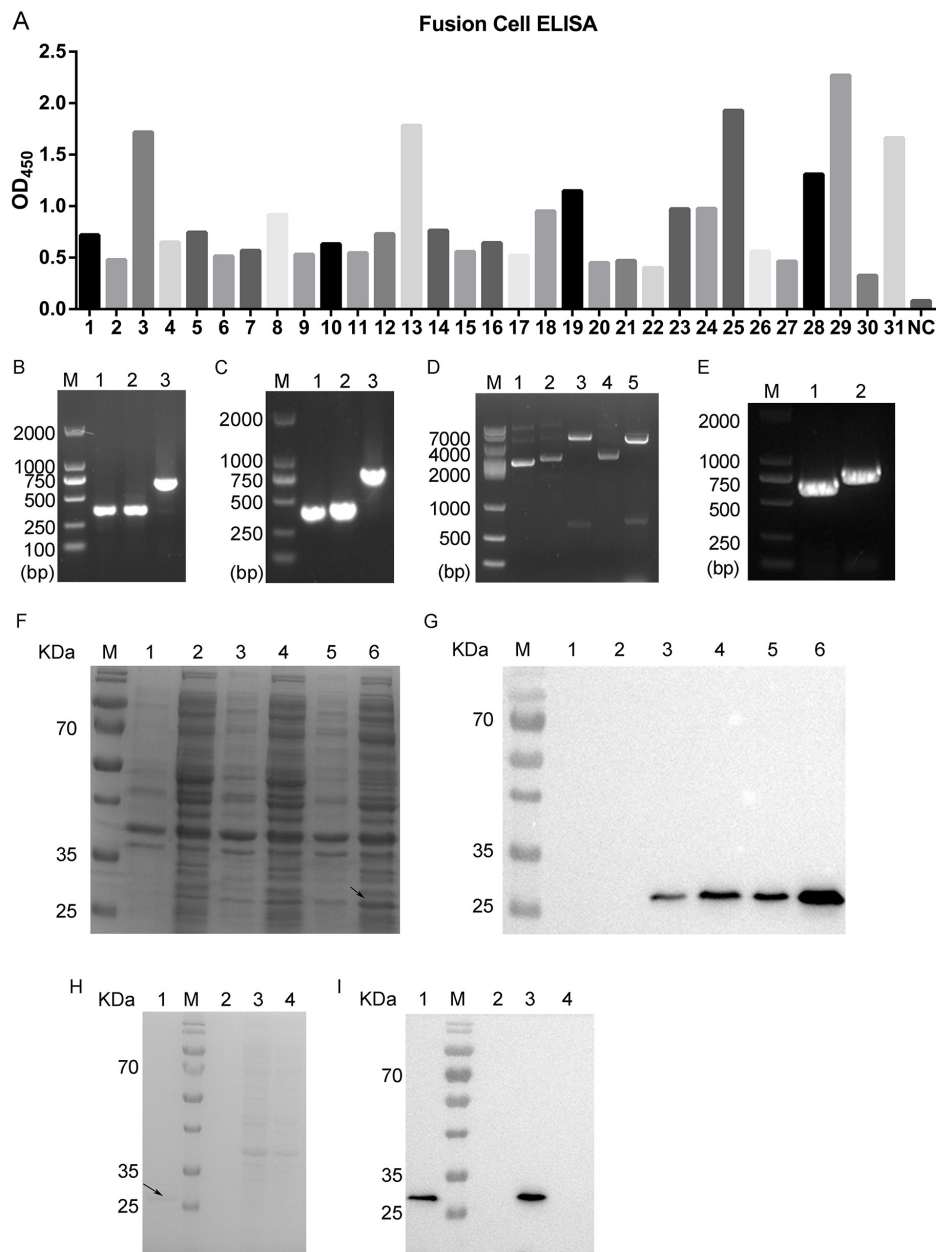 A
Fusion Cell ELISA
OD450
2.5
2.0
1.5
1.0
0.5
0.0
1 2 3 4 5 6 7 8 9 10 11 12 13 14 15 16 17 18 19 20 21 22 23 24 25 26 27 28 29 30 31 NC
B
M 1 2 3
2000
1000
750
500
250
100
(bp)
C
M 1 2 3
2000
1000
750
500
250
(bp)
D
M 1 2 3 4 5
7000
4000
2000
1000
500
(bp)
E
M 1 2
2000
1000
750
500
250
(bp)
F
KDa M 1 2 3 4 5 6
70
35
25
G
KDa M 1 2 3 4 5 6
70
35
25
H
KDa 1 M 2 3 4
70
35
25
I
KDa 1 M 2 3 4
70
35
25